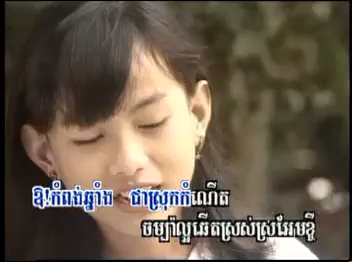 ឱ!កំពង់ឆ្នាំង ជាស្រុកកំណើត
ចម្ប៉ាល្អឆើតស្រស់ស្រអែមខ្ចី